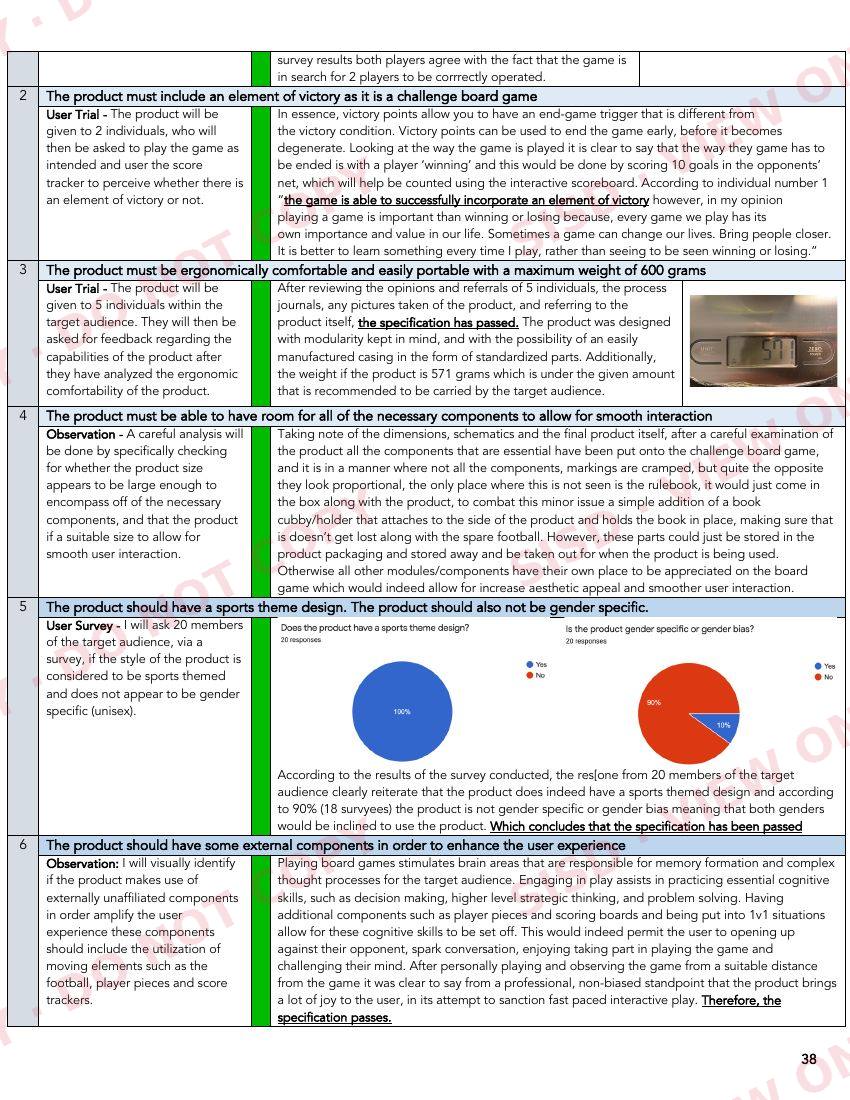 survey results both players agree with the fact that the game is
in search for 2 players to be corrrectly operated.
2
The product must include an element of victory as it is a challenge board game
User Trial - The product will be
given to 2 individuals, who will
then be asked to play the game as
intended and user the score
tracker to perceive whether there is
an element of victory or not.
In essence, victory points allow you to have an end-game trigger that is different from
the victory condition. Victory points can be used to end the game early, before it becomes
degenerate. Looking at the way the game is played it is clear to say that the way they game has to
be ended is with a player ‘winning’ and this would be done by scoring 10 goals in the opponents’
net, which will help be counted using the interactive scoreboard. According to individual number 1
“the game is able to successfully incorporate an element of victory however, in my opinion
playing a game is important than winning or losing because, every game we play has its
own importance and value in our life. Sometimes a game can change our lives. Bring people closer.
It is better to learn something every time I play, rather than seeing to be seen winning or losing.”
3
The product must be ergonomically comfortable and easily portable with a maximum weight of 600 grams
User Trial - The product will be
given to 5 individuals within the
target audience. They will then be
asked for feedback regarding the
capabilities of the product after
they have analyzed the ergonomic
comfortability of the product.
After reviewing the opinions and referrals of 5 individuals, the process
journals, any pictures taken of the product, and referring to the
product itself, the specification has passed. The product was designed
with modularity kept in mind, and with the possibility of an easily
manufactured casing in the form of standardized parts. Additionally,
the weight if the product is 571 grams which is under the given amount
that is recommended to be carried by the target audience.
UNIT
571
ZERO
4
The product must be able to have room for all of the necessary components to allow for smooth interaction
Observation - A careful analysis will
be done by specifically checking
for whether the product size
appears to be large enough to
encompass off of the necessary
components, and that the product
if a suitable size to allow for
smooth user interaction.
Taking note of the dimensions, schematics and the final product itself, after a careful examination of
the product all the components that are essential have been put onto the challenge board game,
and it is in a manner where not all the components, markings are cramped, but quite the opposite
they look proportional, the only place where this is not seen is the rulebook, it would just come in
the box along with the product, to combat this minor issue a simple addition of a book
cubby/holder that attaches to the side of the product and holds the book in place, making sure that
is doesn’t get lost along with the spare football. However, these parts could just be stored in the
product packaging and stored away and be taken out for when the product is being used.
Otherwise all other modules/components have their own place to be appreciated on the board
game which would indeed allow for increase aesthetic appeal and smoother user interaction.
5
The product should have a sports theme design. The product should also not be gender specific.
User Survey - I will ask 20 members
of the target audience, via a
survey, if the style of the product is
considered to be sports themed
and does not appear to be gender
specific (unisex).
Does the product have a sports theme design?
20 responses
Yes
No
100%
Is the product gender specific or gender bias?
20 responses
Yes
No
90%
10%
According to the results of the survey conducted, the res[one from 20 members of the target
audience clearly reiterate that the product does indeed have a sports themed design and according
to 90% (18 survyees) the product is not gender specific or gender bias meaning that both genders
would be inclined to use the product. Which concludes that the specification has been passed
6
The product should have some external components in order to enhance the user experience
Observation: I will visually identify
if the product makes use of
externally unaffiliated components
in order amplify the user
experience these components
should include the utilization of
moving elements such as the
football, player pieces and score
trackers.
Playing board games stimulates brain areas that are responsible for memory formation and complex
thought processes for the target audience. Engaging in play assists in practicing essential cognitive
skills, such as decision making, higher level strategic thinking, and problem solving. Having
additional components such as player pieces and scoring boards and being put into 1v1 situations
allow for these cognitive skills to be set off. This would indeed permit the user to opening up
against their opponent, spark conversation, enjoying taking part in playing the game and
challenging their mind. After personally playing and observing the game from a suitable distance
from the game it was clear to say from a professional, non-biased standpoint that the product brings
a lot of joy to the user, in its attempt to sanction fast paced interactive play. Therefore, the
specification passes.
38
SISD - VIEW ONLY - DO NOT COPY